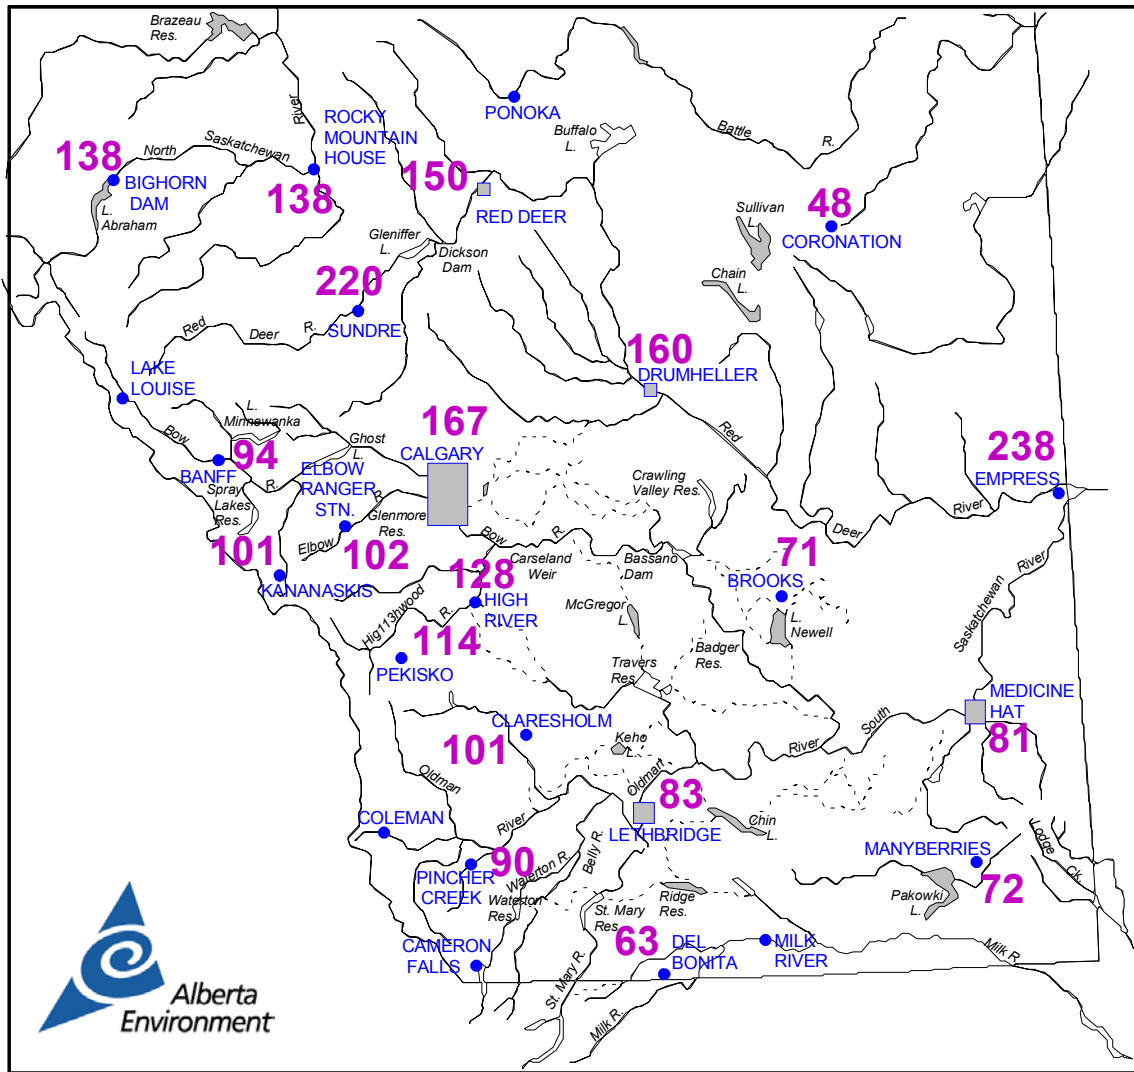 Brazeau
Res.
River
ROCKY
MOUNTAIN
HOUSE
PONOKA
Buffalo
L.
Battle
R.
North
Saskatchewan
138
BIGHORN
DAM
L.
Abraham
138
150
RED DEER
Sullivan
L.
48
CORONATION
Gleniffer
L.
Dickson
Dam
Chain
L.
220
SUNDRE
Red
Deer
R.
160
DRUMHELLER
LAKE
LOUISE
L.
Minnewanka
Bow
Ghost
L.
167
CALGARY
Red
238
EMPRESS
94
BANFF
R.
ELBOW
RANGER
STN.
R.
Spray
Lakes
Res.
Glenmore
Res.
Crawling
Valley Res.
River
Deer
Elbow
102
Bow
R.
Carseland
Weir
Bassano
Dam
101
KANANASKIS
128
HIGH
RIVER
71
BROOKS
River
Hig113hwood
R.
McGregor
L.
L.
Newell
Saskatchewan
114
PEKISKO
Badger
Res.
Travers
Res
MEDICINE
HAT
81
CLARESHOLM
101
Keho
L.
River
South
Oldman
Oldman
83
LETHBRIDGE
Chin
L.
COLEMAN
River
Belly R.
MANYBERRIES
72
Lodge
Ck.
PINCHER
CREEK
90
Waterton R.
Waterton
Res.
St. Mary
Res.
Ridge
Res.
Pakowki
L.
CAMERON
FALLS
63
DEL
BONITA
MILK
RIVER
Milk R
St. Mary R.
Milk R.
Alberta
Environment